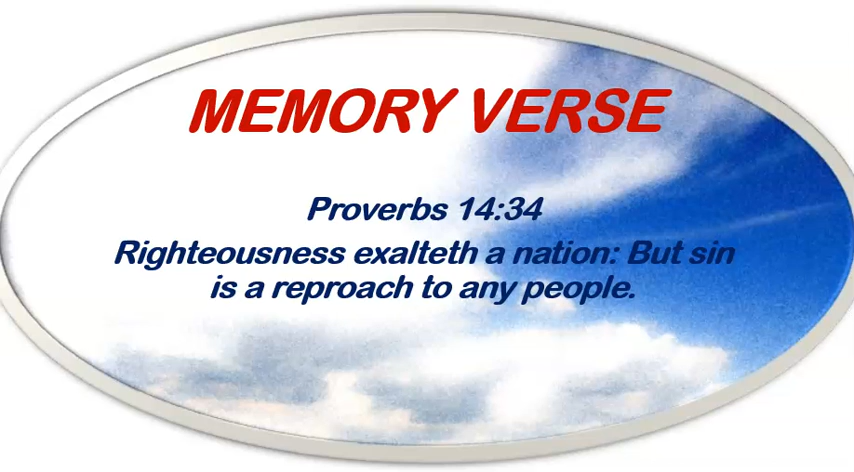 MEMORY VERSE
Proverbs 14:34
Righteousness exalteth a nation: But sin
is a reproach to any people.